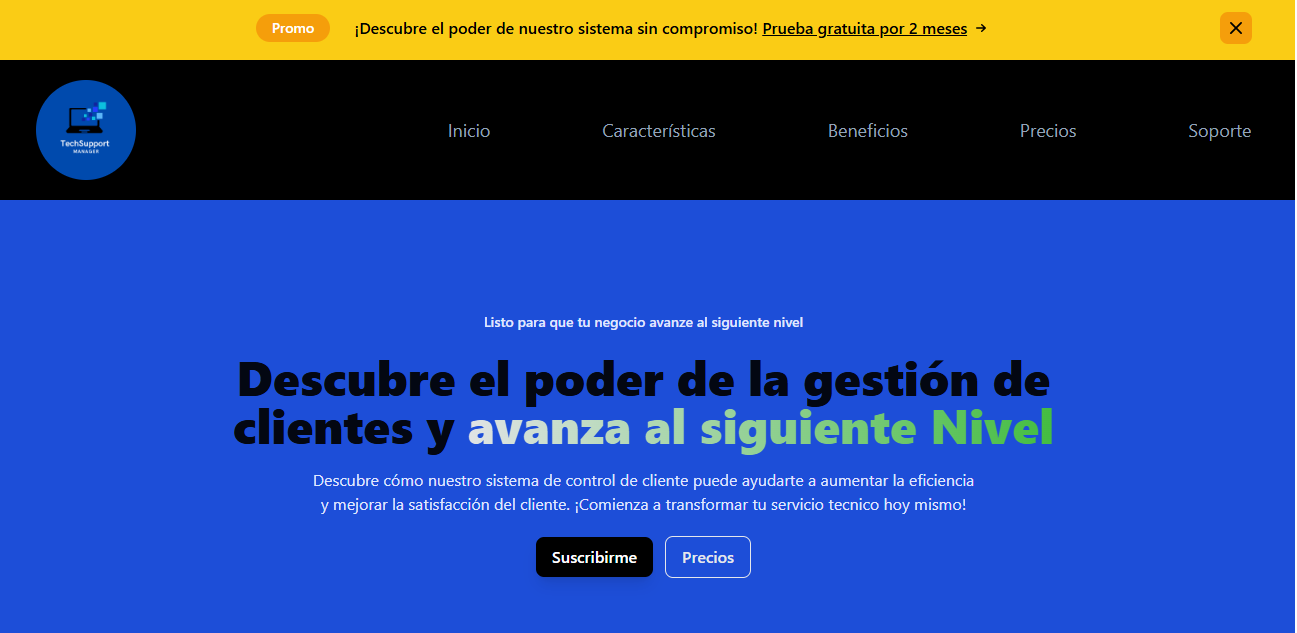 Promo
¡Descubre el poder de nuestro sistema sin compromiso! Prueba gratuita por 2 meses →
TechSupport
MANAGER
Inicio
Características
Beneficios
Precios
Soporte
Listo para que tu negocio avanze al siguiente nivel
Descubre el poder de la gestión de
clientes y avanza al siguiente Nivel
Descubre cómo nuestro sistema de control de cliente puede ayudarte a aumentar la eficiencia
y mejorar la satisfacción del cliente. ¡Comienza a transformar tu servicio tecnico hoy mismo!
Suscribirme
Precios